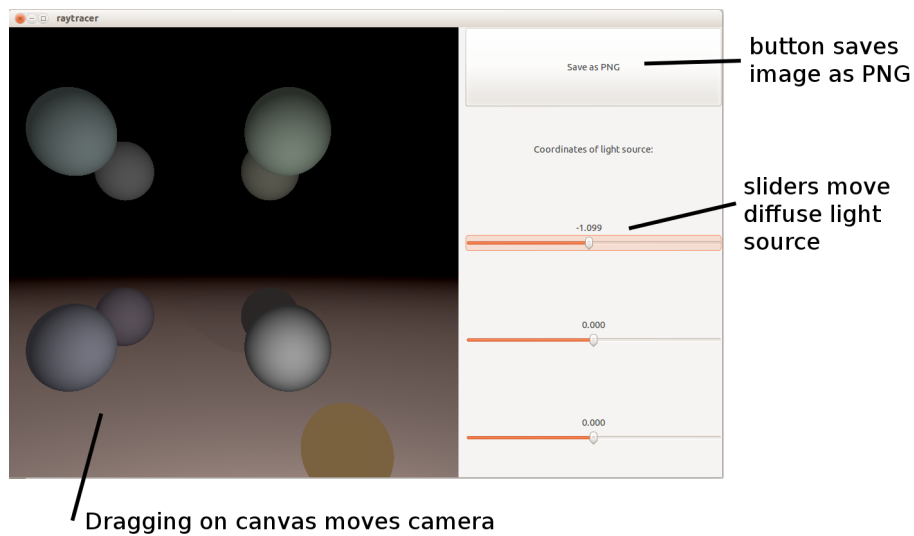 raytracer
Save as PNG
button saves
image as PNG
Coordinates of light source:
sliders move
diffuse light
source
-1.099
0.000
0.000
Dragging on canvas moves camera